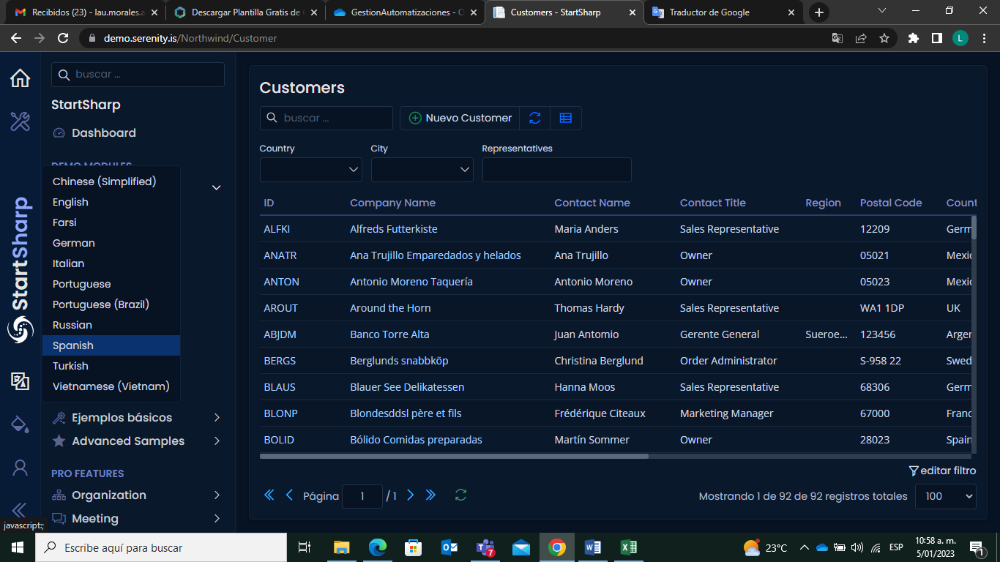 Recibidos (23) - lau.morales.a
Descargar Plantilla Gratis de
GestionAutomatizaciones - O
Customers - StartSharp
Traductor de Google
demo.serenity.is/Northwind/Customer
L
buscar ...
StartSharp
Dashboard
DEMO MODULES
Chinese (Simplified)
English
Farsi
German
Italian
Portuguese
Portuguese (Brazil)
Russian
Spanish
Turkish
Vietnamese (Vietnam)
StartSharp
Ejemplos básicos
Advanced Samples
PRO FEATURES
Organization
Meeting
javascript:;
Customers
buscar ...
Nuevo Customer
Country City Representatives
ID Company Name Contact Name Contact Title Region Postal Code Count
ALFKI Alfreds Futterkiste Maria Anders Sales Representative 12209 Germ
ANATR Ana Trujillo Emparedados y helados Ana Trujillo Owner 05021 Mexic
ANTON Antonio Moreno Taquería Antonio Moreno Owner 05023 Mexic
AROUT Around the Horn Thomas Hardy Sales Representative WA1 1DP UK
ABJDM Banco Torre Alta Juan Antomio Gerente General Sueroe... 123456 Argen
BERGS Berglunds snabbköp Christina Berglund Order Administrator S-958 22 Swed
BLAUS Blauer See Delikatessen Hanna Moos Sales Representative 68306 Germ
BLONP Blondesddsl père et fils Frédérique Citeaux Marketing Manager 67000 Franc
BOLID Bólido Comidas preparadas Martín Sommer Owner 28023 Spain
editar filtro
Página 1 / 1
Mostrando 1 de 92 de 92 registros totales 100
Escribe aquí para buscar
7
23°C
ESP
10:58 a. m.
5/01/2023
1